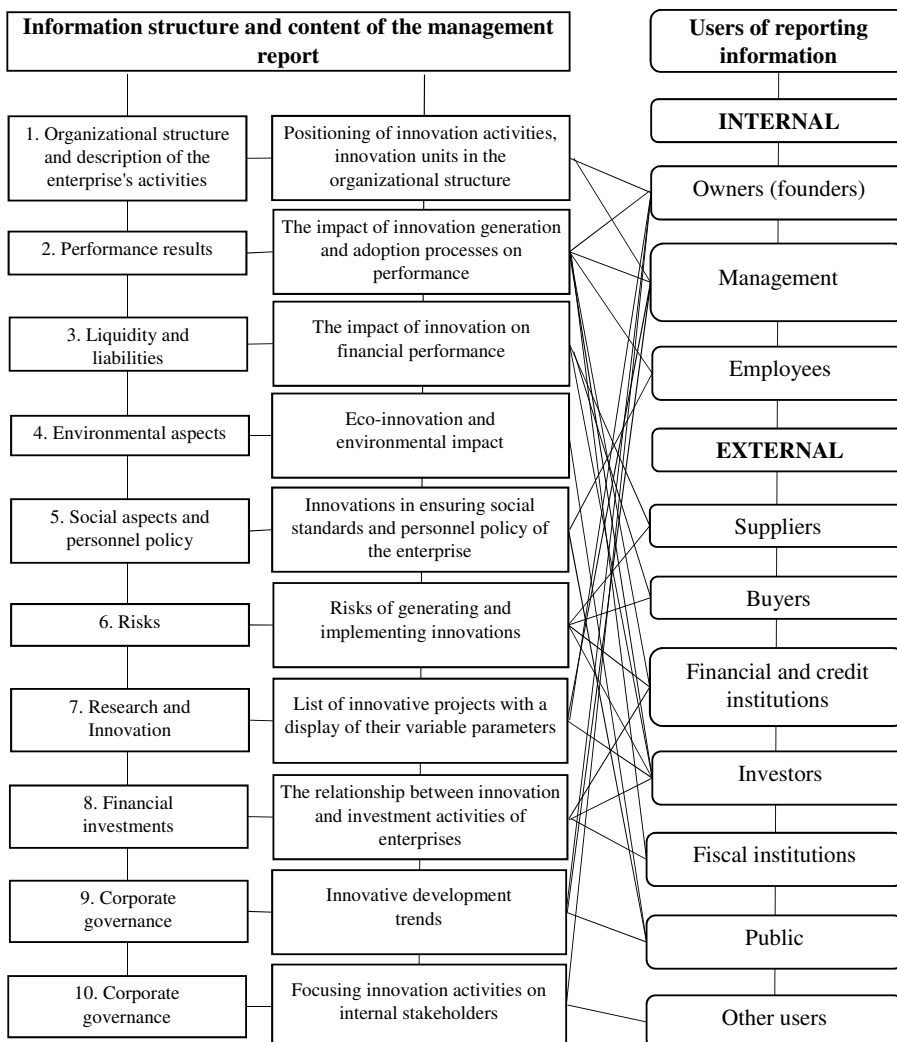 Information structure and content of the management
report
Users of reporting
information
INTERNAL
1. Organizational structure
and description of the
enterprise's activities
Positioning of innovation activities,
innovation units in the
organizational structure
Owners (founders)
2. Performance results
The impact of innovation generation
and adoption processes on
performance
Management
3. Liquidity and
liabilities
The impact of innovation on
financial performance
Employees
4. Environmental aspects
Eco-innovation and
environmental impact
EXTERNAL
5. Social aspects and
personnel policy
Innovations in ensuring social
standards and personnel policy of
the enterprise
Suppliers
6. Risks
Risks of generating and
implementing innovations
Buyers
Financial and credit
institutions
7. Research and
Innovation
List of innovative projects with a
display of their variable parameters
Investors
8. Financial
investments
The relationship between innovation
and investment activities of
enterprises
Fiscal institutions
9. Corporate
governance
Innovative development
trends
Public
10. Corporate
governance
Focusing innovation activities on
internal stakeholders
Other users